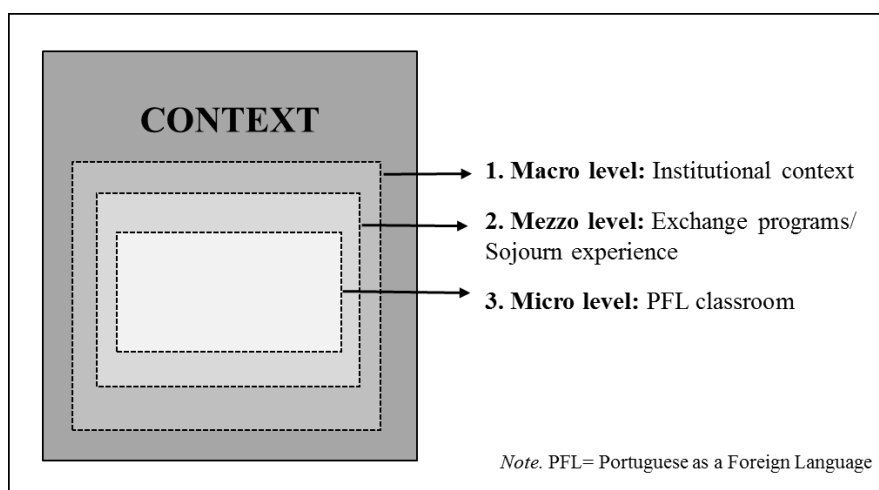 CONTEXT
1. Macro level: Institutional context
2. Mezzo level: Exchange programs/
Sojourn experience
3. Micro level: PFL classroom
Note. PFL= Portuguese as a Foreign Language